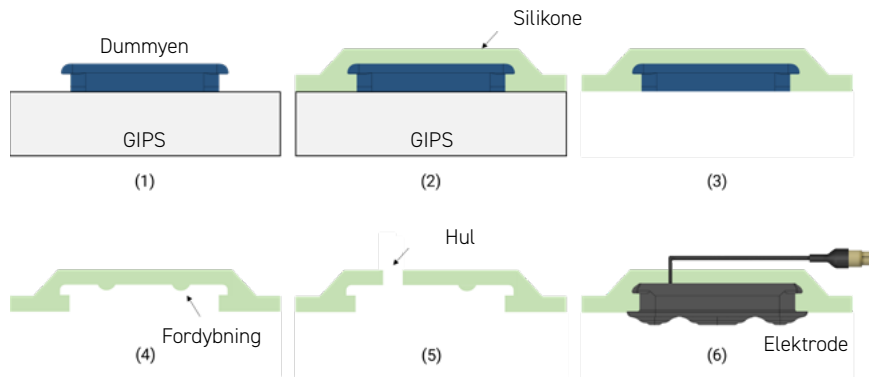 Dummyen
GIPS
(1)
Silikone
GIPS
(2)
(3)
Fordybning
(4)
Hul
(5)
Elektrode
(6)